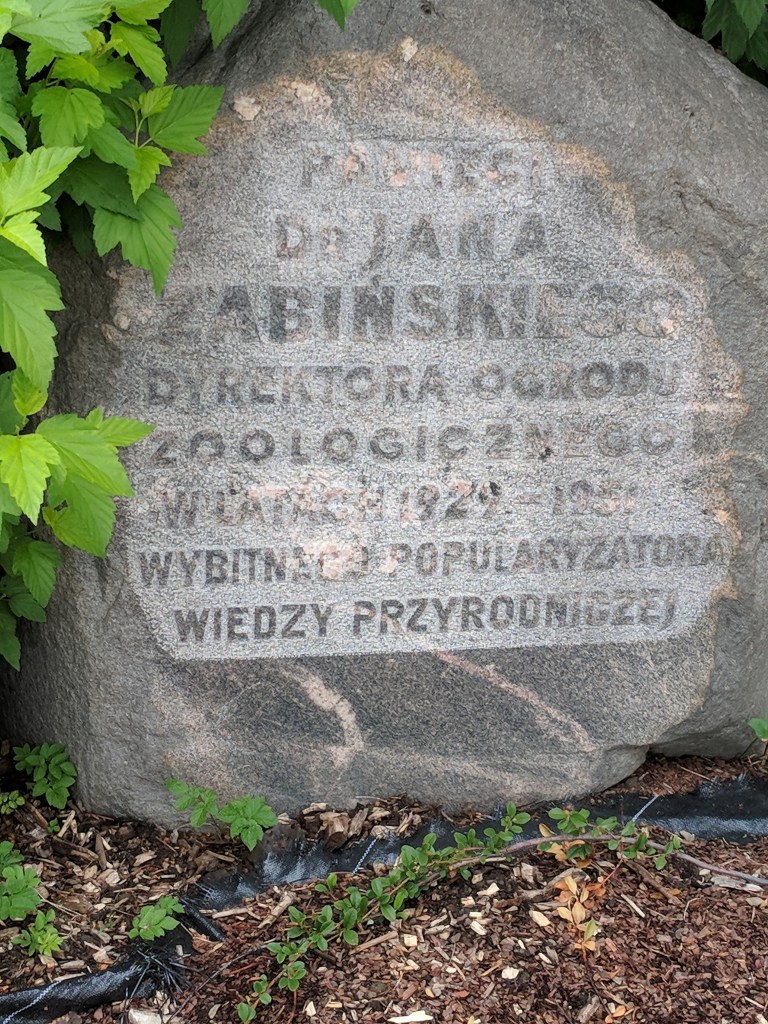 PAMIĘCI
Dr JANA
ŻABIŃSKIEGO
DYREKTORA OGRODU
ZOOLOGICZNEGO
W LATACH 1929 - 1951
WYBITNEGO POPULARYZATORA
WIEDZY PRZYRODNICZEJ